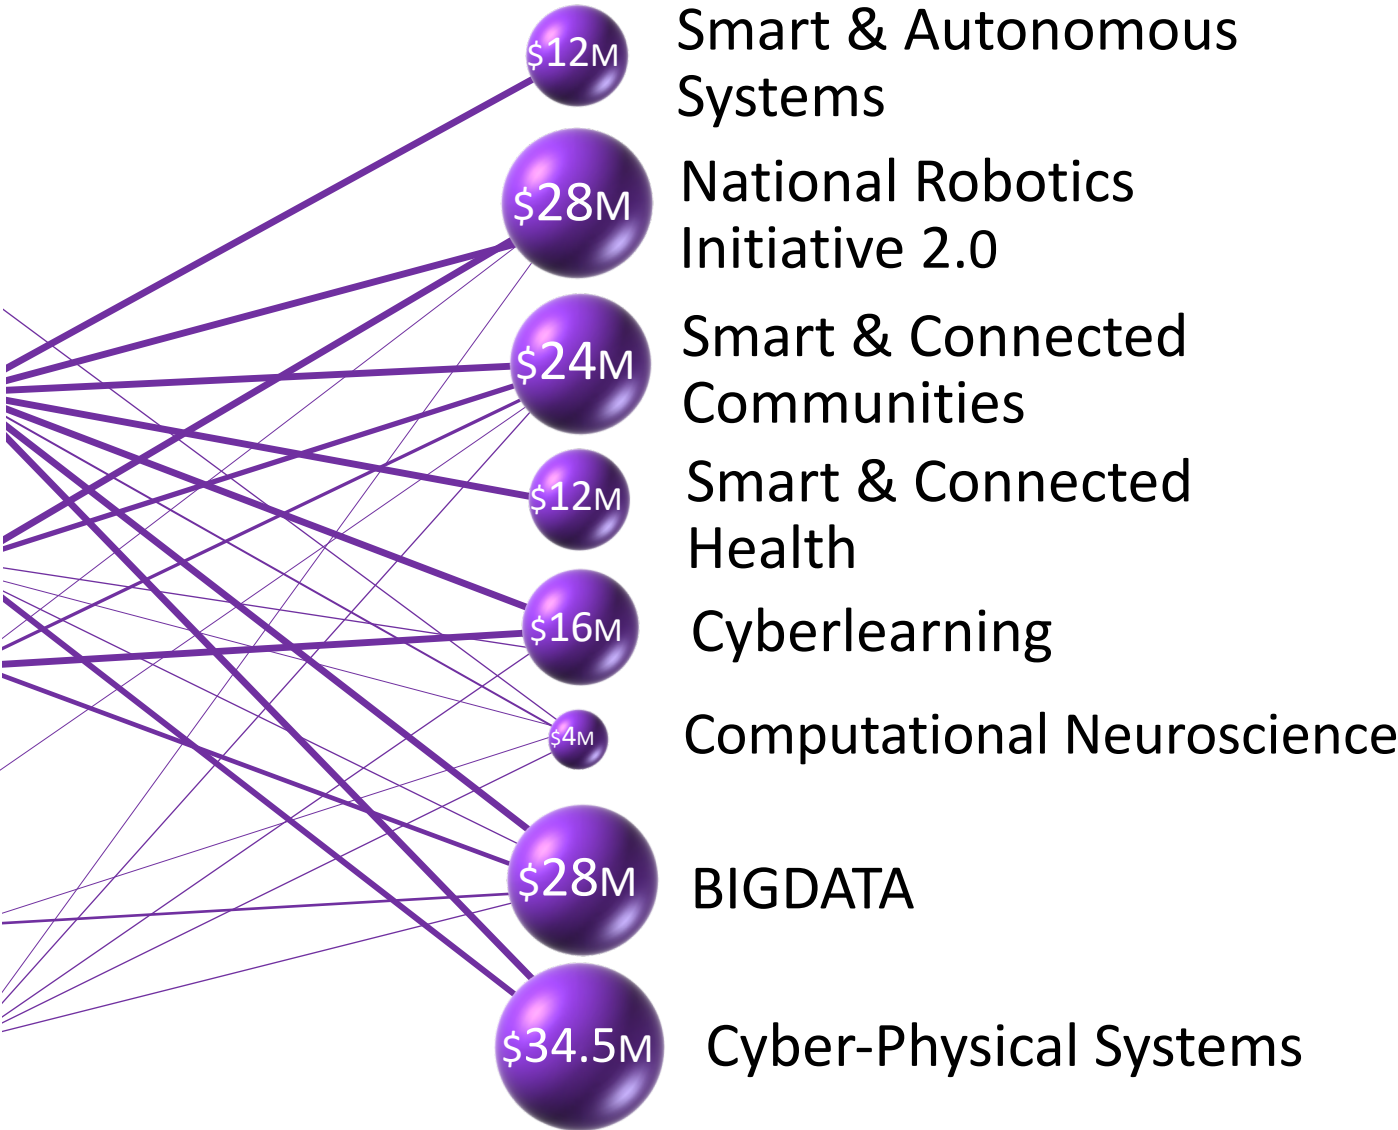 $12M
Smart & Autonomous
Systems
$28M
National Robotics
Initiative 2.0
$24M
Smart & Connected
Communities
$12M
Smart & Connected
Health
$16M
Cyberlearning
$4M
Computational Neuroscience
$28M
BIGDATA
$34.5M
Cyber-Physical Systems